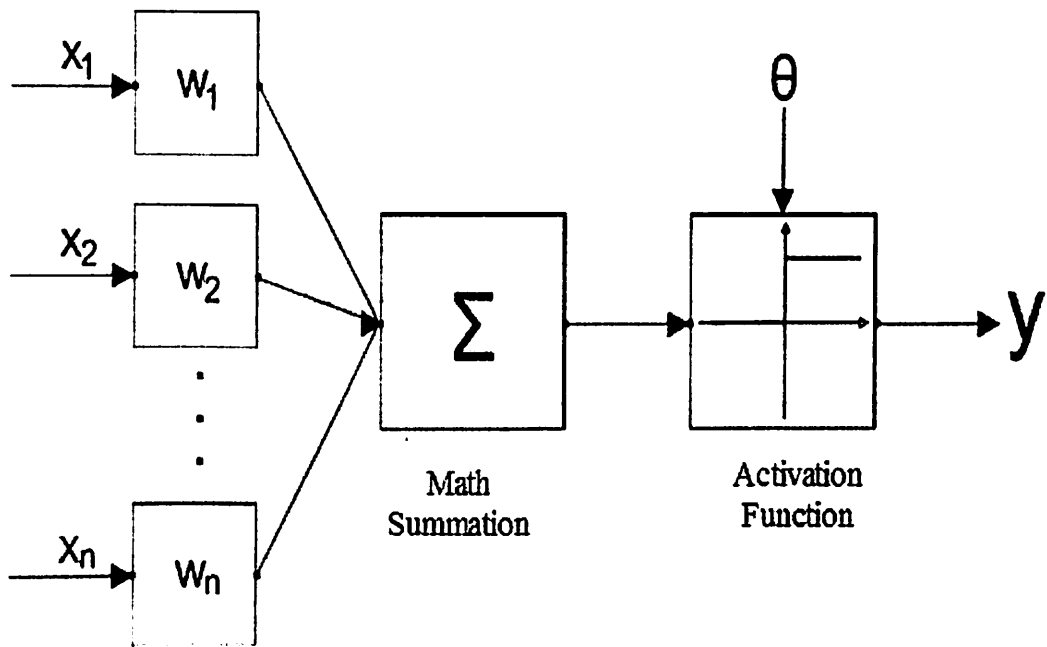 x₁
w₁
θ
x₂
w₂
Σ
y
Math
Summation
Activation
Function
xₙ
wₙ